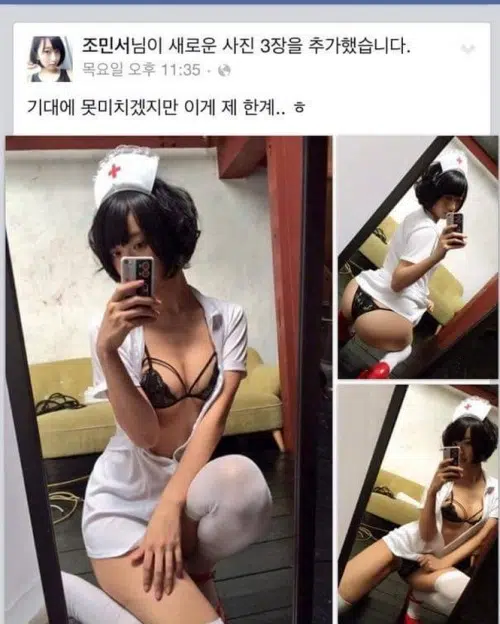 조민서님이 새로운 사진 3장을 추가했습니다.
목요일 오후 11:35 ·
기대에 못미치겠지만 이게 제 한계.. ㅎ